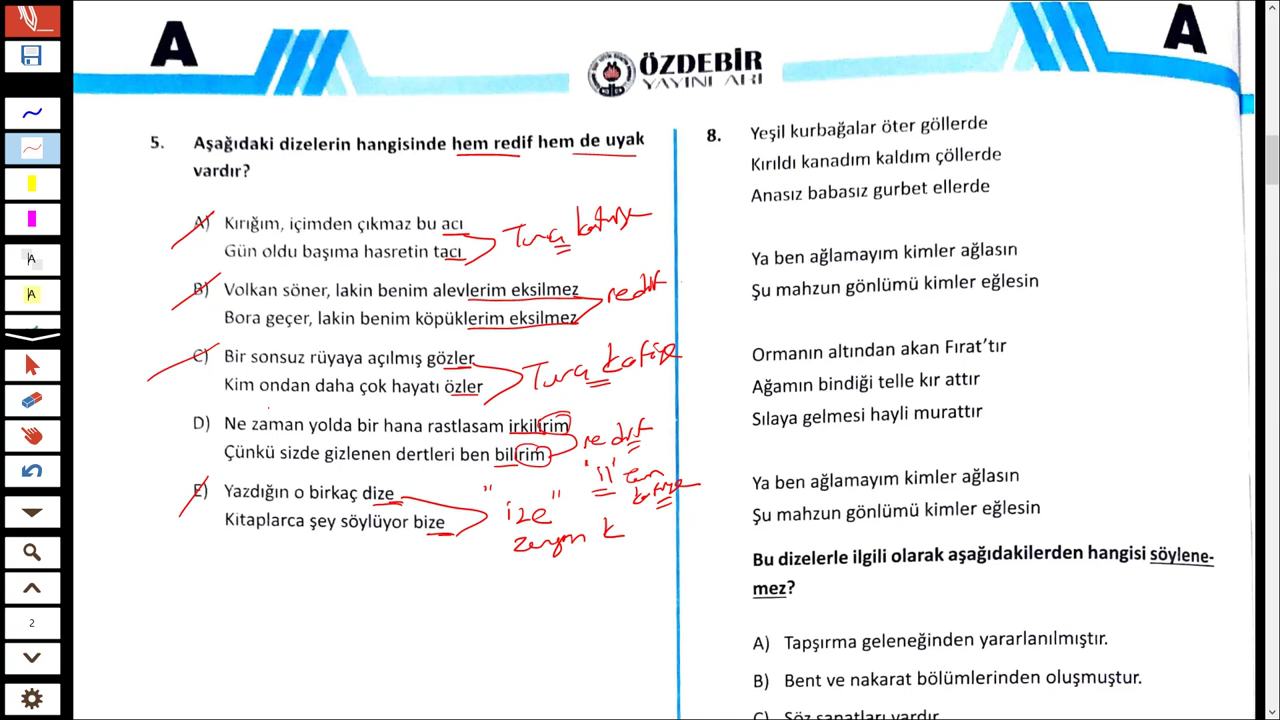 A
A
ÖZDEBİR
YAYINLARI
5. Aşağıdaki dizelerin hangisinde hem redif hem de uyak
vardır?
A) Kırığım, içimden çıkmaz bu acı
Gün oldu başıma hasretin tacı
Tunç kafiye
B) Volkan söner, lakin benim alevlerim eksilmez
Bora geçer, lakin benim köpüklerim eksilmez
redif
C) Bir sonsuz rüyaya açılmış gözler
Kim ondan daha çok hayatı özler
Tunç kafiye
D) Ne zaman yolda bir hana rastlasam irkilirim
Çünkü sizde gizlenen dertleri ben bilirim
redif
"il" tam
kafiye
E) Yazdığın o birkaç dize
Kitaplarca şey söylüyor bize
"ize"
zengin k
8. Yeşil kurbağalar öter göllerde
Kırıldı kanadım kaldım çöllerde
Anasız babasız gurbet ellerde
Ya ben ağlamayım kimler ağlasın
Şu mahzun gönlümü kimler eğlesin
Ormanın altından akan Fırat’tır
Ağamın bindiği telle kır attır
Sılaya gelmesi hayli murattır
Ya ben ağlamayım kimler ağlasın
Şu mahzun gönlümü kimler eğlesin
Bu dizelerle ilgili olarak aşağıdakilerden hangisi söylene-
mez?
A) Tapşırma geleneğinden yararlanılmıştır.
B) Bent ve nakarat bölümlerinden oluşmuştur.
C) Söz sanatları vardır
A
A
2